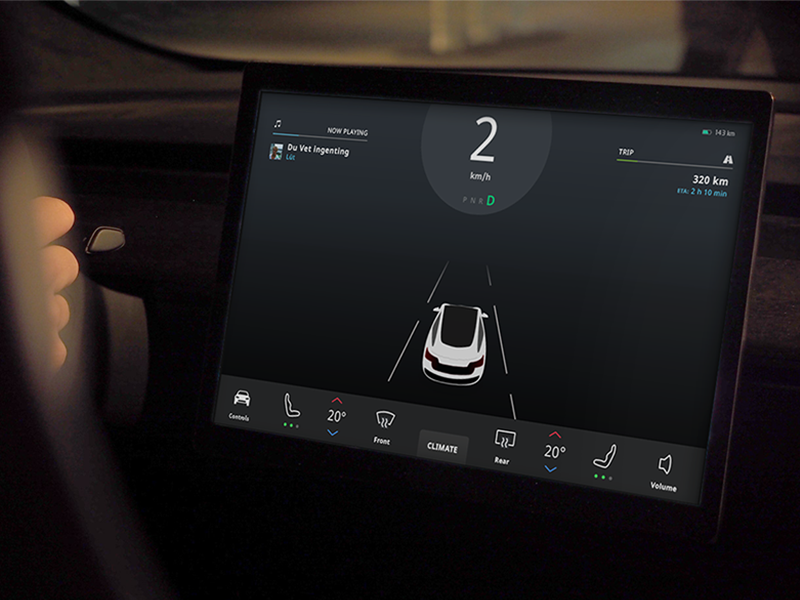 NOW PLAYING
Du Vet ingenting
Lüt
2
km/h
P N R D
143 km
TRIP
320 km
ETA: 2 h 10 min
Controls
20°
Front
CLIMATE
Rear
20°
Volume